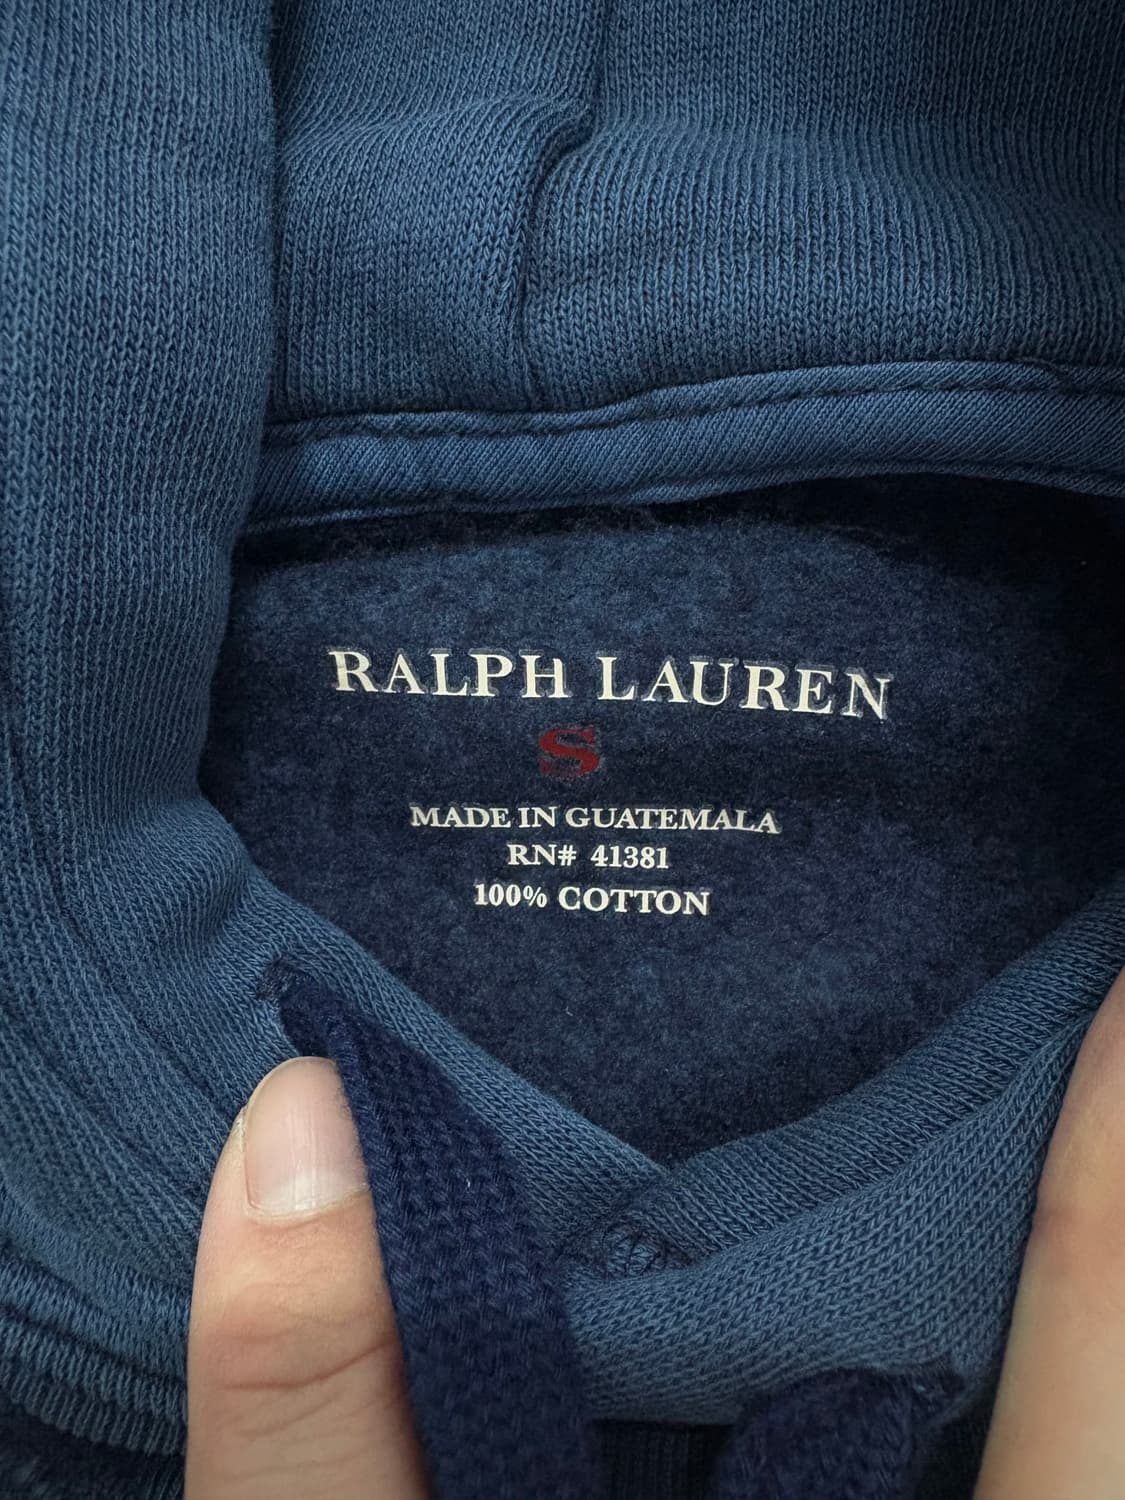 RALPH LAUREN
S
MADE IN GUATEMALA
RN# 41381
100% COTTON